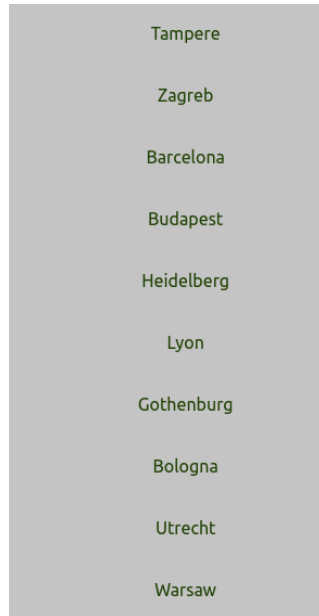 Tampere
Zagreb
Barcelona
Budapest
Heidelberg
Lyon
Gothenburg
Bologna
Utrecht
Warsaw